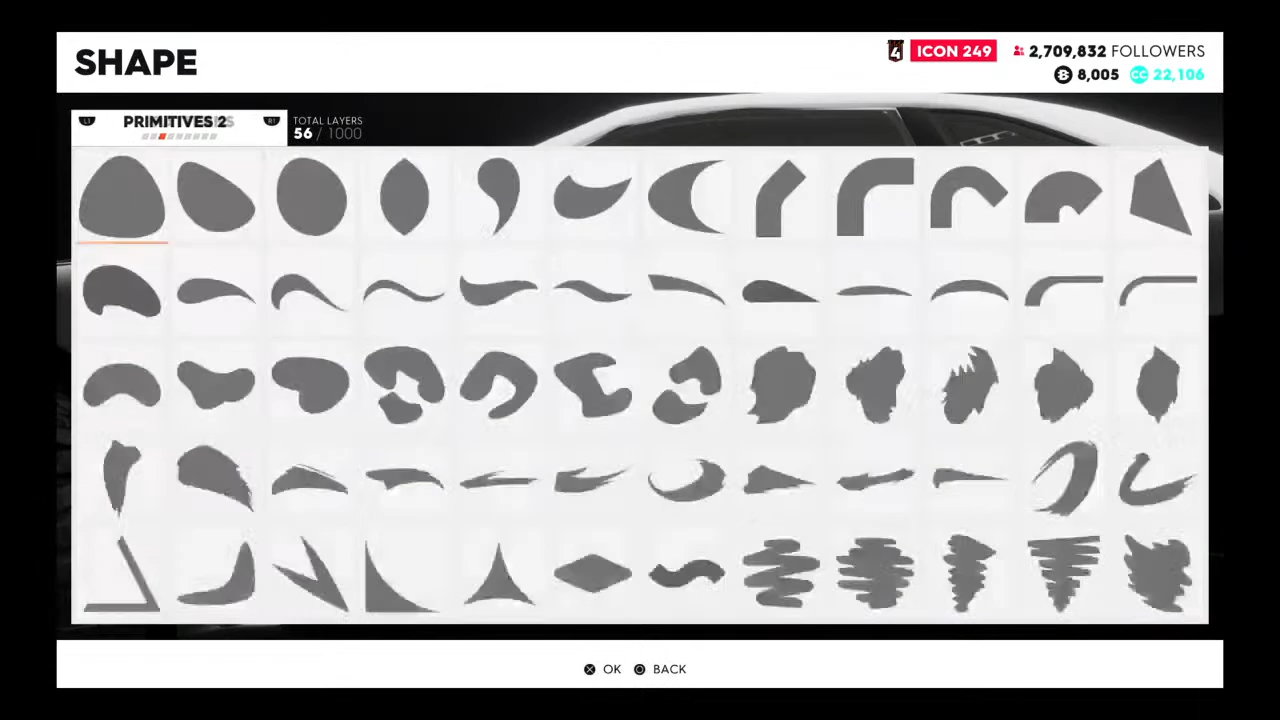 SHAPE
4 ICON 249 2,709,832 FOLLOWERS
8,005 CC 22,106
L1 PRIMITIVES 2 R1
TOTAL LAYERS
56 / 1000
OK BACK